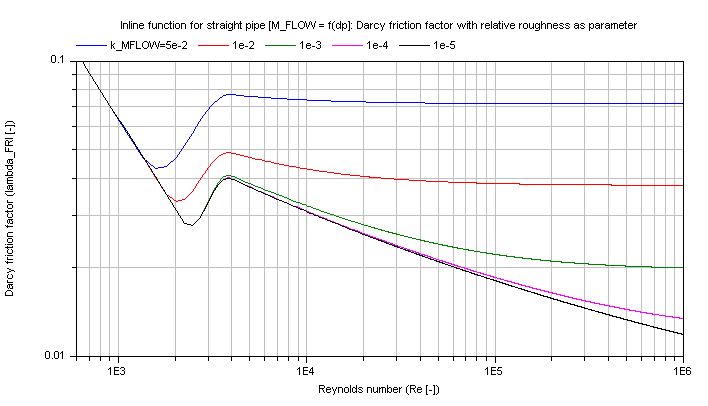 Inline function for straight pipe [M_FLOW = f(dp]: Darcy friction factor with relative roughness as parameter
k_MFLOW=5e-2 1e-2 1e-3 1e-4 1e-5
0.1
Darcy friction factor (lambda_FRI [-])
0.01
1E3 1E4 1E5 1E6
Reynolds number (Re [-])